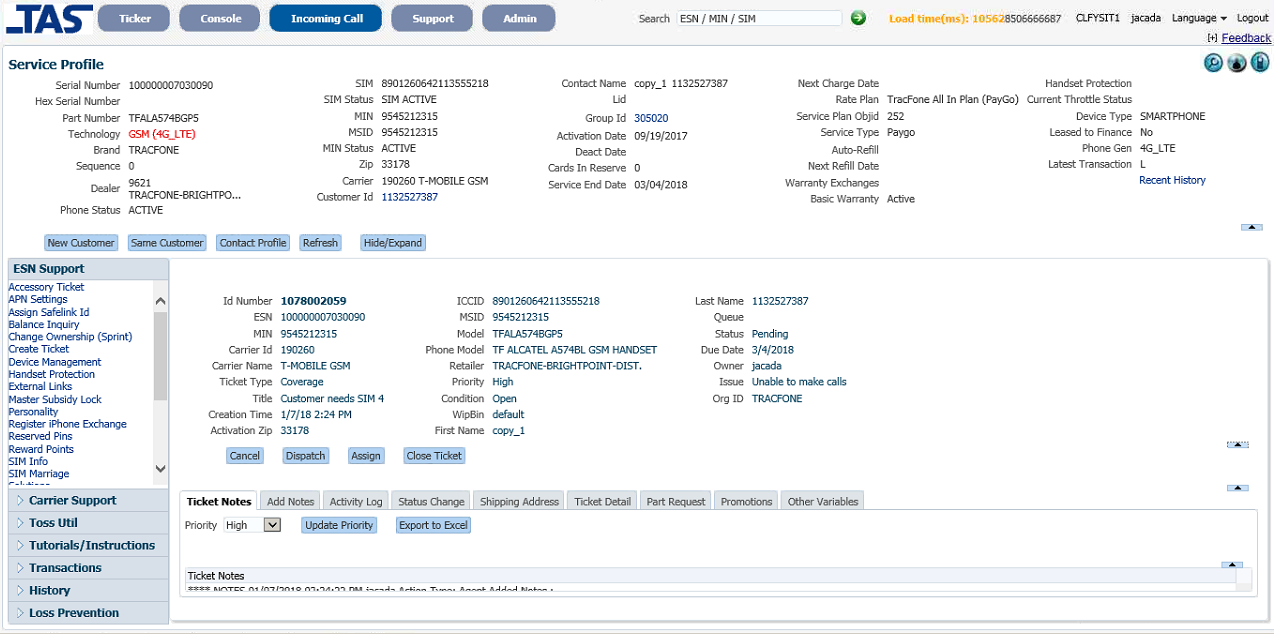 TAS Ticker Console Incoming Call Support Admin Search ESN / MIN / SIM Load time(ms): 105628506666687 CLFYSIT1 jacada Language Logout
[+] Feedback
Service Profile
Serial Number 100000007030090
Hex Serial Number
Part Number TFALA574BGP5
Technology GSM (4G_LTE)
Brand TRACFONE
Sequence 0
Dealer 9621
TRACFONE-BRIGHTPO...
Phone Status ACTIVE
SIM 8901260642113555218
SIM Status SIM ACTIVE
MIN 9545212315
MSID 9545212315
MIN Status ACTIVE
Zip 33178
Carrier 190260 T-MOBILE GSM
Customer Id 1132527387
Contact Name copy_1 1132527387
Lid
Group Id 305020
Activation Date 09/19/2017
Deact Date
Cards In Reserve 0
Service End Date 03/04/2018
Next Charge Date
Rate Plan TracFone All In Plan (PayGo)
Service Plan Objid 252
Service Type Paygo
Auto-Refill
Next Refill Date
Warranty Exchanges
Basic Warranty Active
Handset Protection
Current Throttle Status
Device Type SMARTPHONE
Leased to Finance No
Phone Gen 4G_LTE
Latest Transaction L
Recent History
New Customer Same Customer Contact Profile Refresh Hide/Expand
ESN Support
Accessory Ticket
APN Settings
Assign Safelink Id
Balance Inquiry
Change Ownership (Sprint)
Create Ticket
Device Management
Handset Protection
External Links
Master Subsidy Lock
Personality
Register iPhone Exchange
Reserved Pins
Reward Points
SIM Info
SIM Marriage
Solutions
Carrier Support
Toss Util
Tutorials/Instructions
Transactions
History
Loss Prevention
Id Number 1078002059
ESN 100000007030090
MIN 9545212315
Carrier Id 190260
Carrier Name T-MOBILE GSM
Ticket Type Coverage
Title Customer needs SIM 4
Creation Time 1/7/18 2:24 PM
Activation Zip 33178
ICCID 8901260642113555218
MSID 9545212315
Model TFALA574BGP5
Phone Model TF ALCATEL A574BL GSM HANDSET
Retailer TRACFONE-BRIGHTPOINT-DIST.
Priority High
Condition Open
WipBin default
First Name copy_1
Last Name 1132527387
Queue
Status Pending
Due Date 3/4/2018
Owner jacada
Issue Unable to make calls
Org ID TRACFONE
Cancel Dispatch Assign Close Ticket
Ticket Notes Add Notes Activity Log Status Change Shipping Address Ticket Detail Part Request Promotions Other Variables
Priority High Update Priority Export to Excel
Ticket Notes
**** NOTES 01/07/2018 02:24:22 PM jacada Action Type: Agent Added Notes :